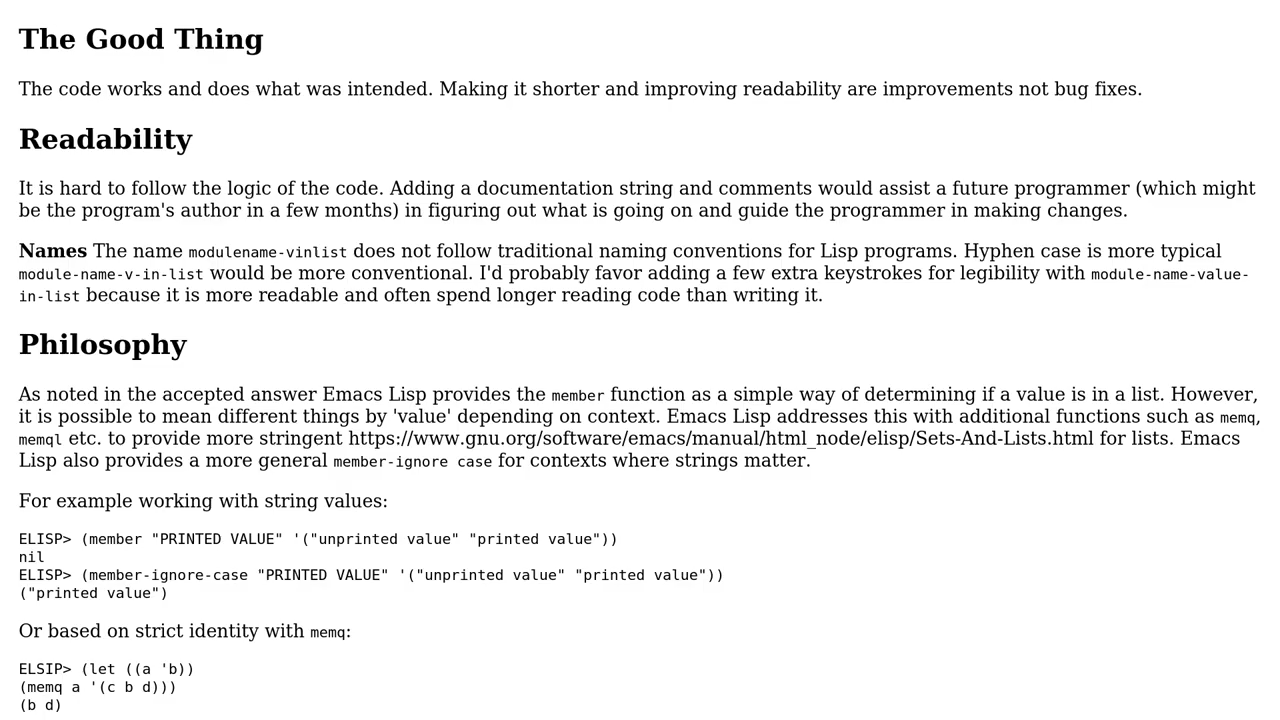 The Good Thing
The code works and does what was intended. Making it shorter and improving readability are improvements not bug fixes.
Readability
It is hard to follow the logic of the code. Adding a documentation string and comments would assist a future programmer (which might
be the program's author in a few months) in figuring out what is going on and guide the programmer in making changes.
Names The name modulename-vinlist does not follow traditional naming conventions for Lisp programs. Hyphen case is more typical
module-name-v-in-list would be more conventional. I'd probably favor adding a few extra keystrokes for legibility with module-name-value-
in-list because it is more readable and often spend longer reading code than writing it.
Philosophy
As noted in the accepted answer Emacs Lisp provides the member function as a simple way of determining if a value is in a list. However,
it is possible to mean different things by 'value' depending on context. Emacs Lisp addresses this with additional functions such as memq,
memql etc. to provide more stringent https://www.gnu.org/software/emacs/manual/html_node/elisp/Sets-And-Lists.html for lists. Emacs
Lisp also provides a more general member-ignore case for contexts where strings matter.
For example working with string values:
ELISP> (member "PRINTED VALUE" '("unprinted value" "printed value"))
nil
ELISP> (member-ignore-case "PRINTED VALUE" '("unprinted value" "printed value"))
("printed value")
Or based on strict identity with memq:
ELSIP> (let ((a 'b))
(memq a '(c b d)))
(b d)